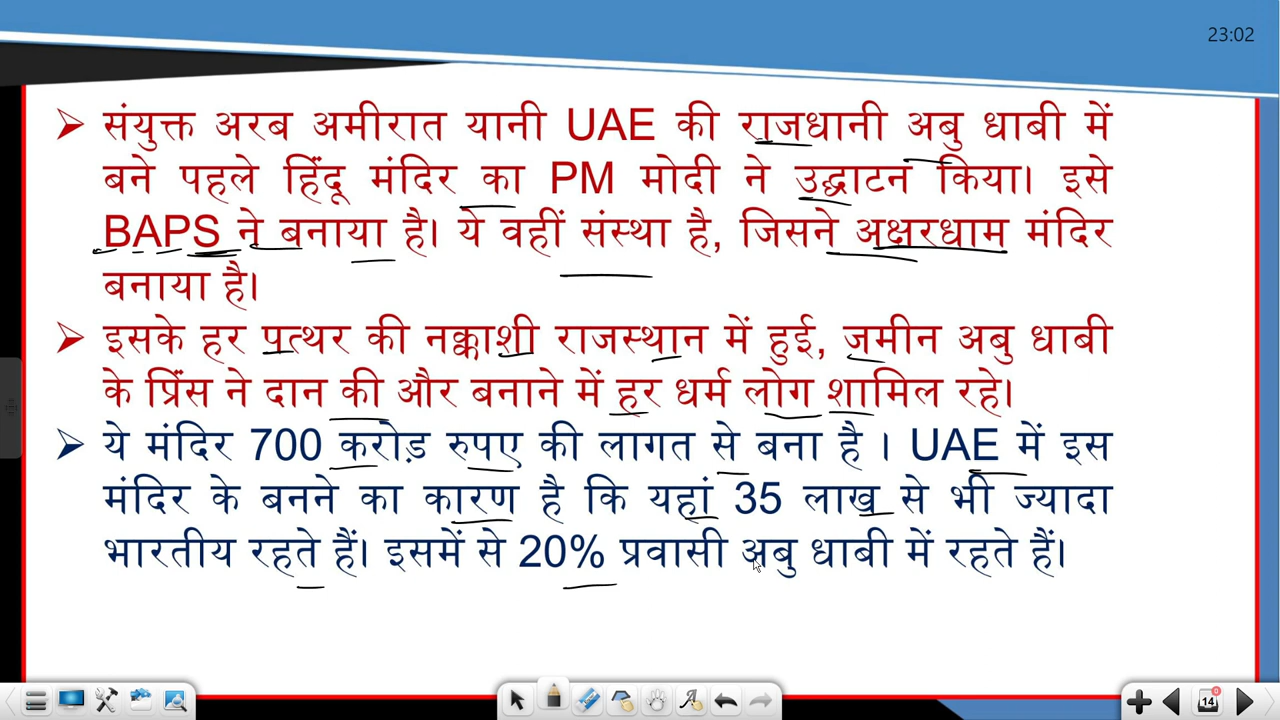 23:02
➢ संयुक्त अरब अमीरात यानी UAE की राजधानी अबु धाबी में
बने पहले हिंदू मंदिर का PM मोदी ने उद्घाटन किया। इसे
BAPS ने बनाया है। ये वहीं संस्था है, जिसने अक्षरधाम मंदिर
बनाया है।
➢ इसके हर पत्थर की नक्काशी राजस्थान में हुई, जमीन अबु धाबी
के प्रिंस ने दान की और बनाने में हर धर्म लोग शामिल रहे।
➢ ये मंदिर 700 करोड़ रुपए की लागत से बना है । UAE में इस
मंदिर के बनने का कारण है कि यहां 35 लाख से भी ज्यादा
भारतीय रहते हैं। इसमें से 20% प्रवासी अबु धाबी में रहते हैं।
14